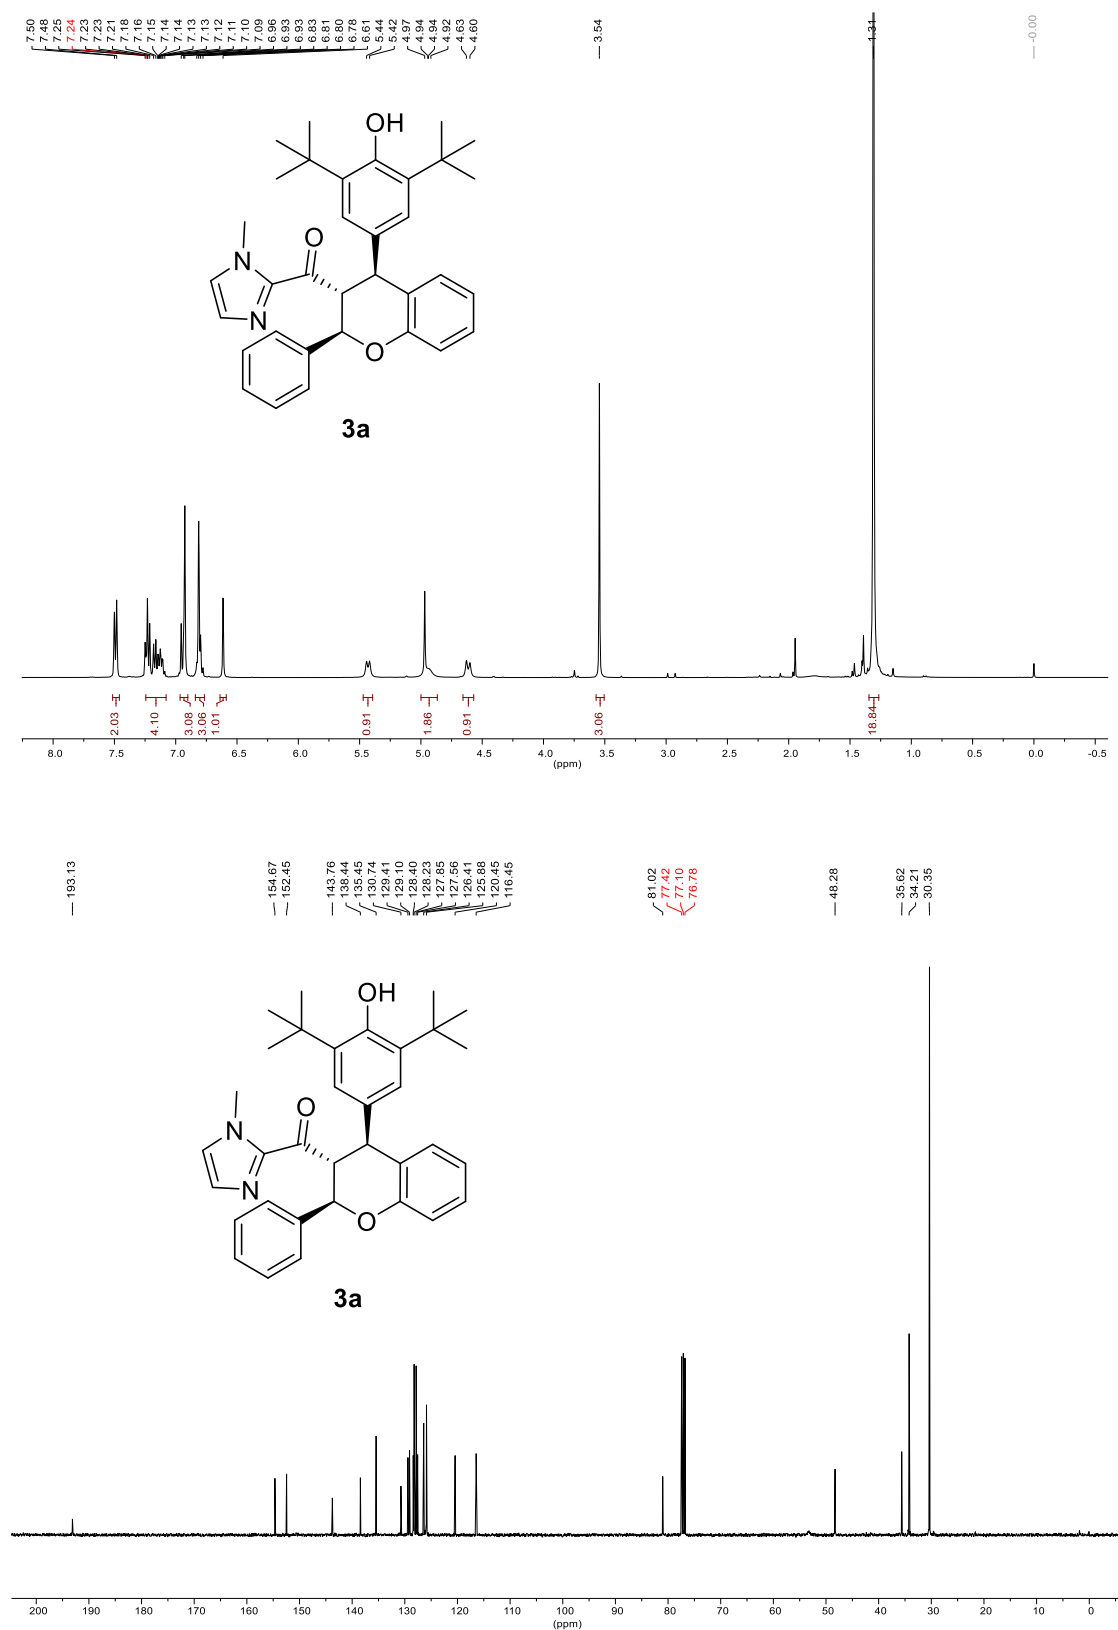 7.50 7.48 7.25 7.24 7.23 7.23 7.21 7.18 7.16 7.15 7.14 7.14 7.13 7.13 7.12 7.11 7.10 7.09 6.96 6.93 6.93 6.83 6.81 6.80 6.78 6.61 5.44 5.42 4.97 4.94 4.94 4.92 4.63 4.60 3.54 1.31 -0.00
OH
O
N
N
O
3a
2.03 4.10 3.08 3.06 1.01 0.91 1.86 0.91 3.06 18.84
8.0 7.5 7.0 6.5 6.0 5.5 5.0 4.5 4.0 3.5 3.0 2.5 2.0 1.5 1.0 0.5 0.0 -0.5
(ppm)
193.13 154.67 152.45 143.76 138.44 135.45 130.74 129.41 129.10 128.40 128.23 127.85 127.56 126.41 125.88 120.45 116.45 81.02 77.42 77.10 76.78 48.28 35.62 34.21 30.35
OH
O
N
N
O
3a
200 190 180 170 160 150 140 130 120 110 100 90 80 70 60 50 40 30 20 10 0
(ppm)